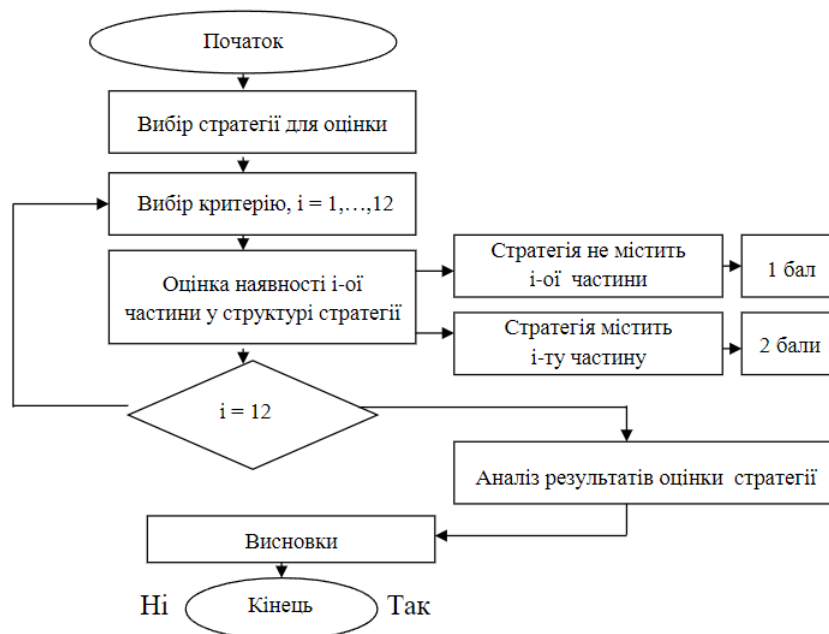 Початок
Вибір стратегії для оцінки
Вибір критерію, i = 1,…,12
Оцінка наявності i-ої
частини у структурі стратегії
Стратегія не містить
i-ої частини
1 бал
Стратегія містить
i-ту частину
2 бали
i = 12
Аналіз результатів оцінки стратегії
Висновки
Ні
Кінець
Так